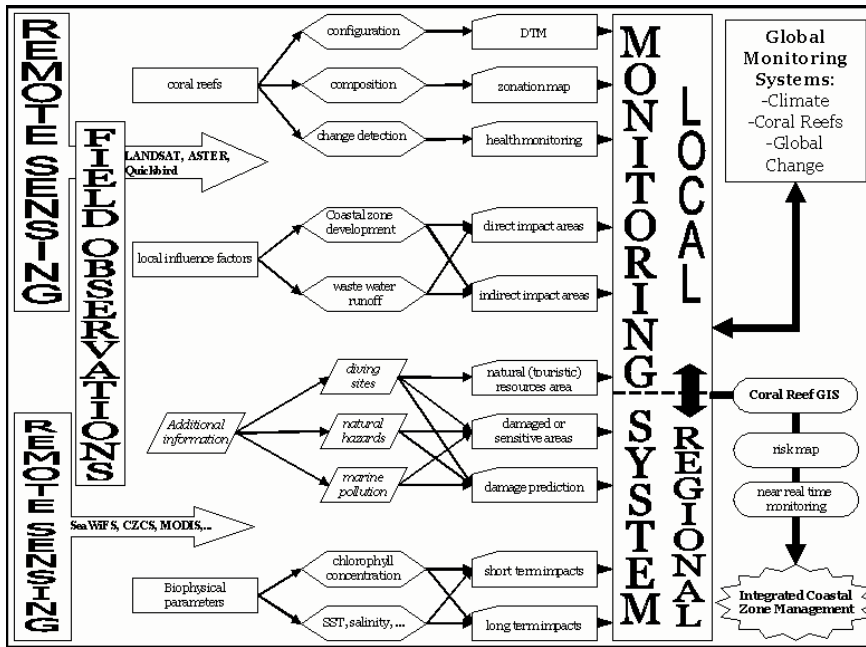 REMOTE SENSING
FIELD OBSERVATIONS
LANDSAT, ASTER,
Quickbird
coral reefs
configuration
DTM
composition
zonation map
change detection
health monitoring
local influence factors
Coastal zone
development
direct impact areas
waste water
runoff
indirect impact areas
Additional
information
diving
sites
natural (touristic)
resources area
natural
hazards
damaged or
sensitive areas
marine
pollution
damage prediction
REMOTE SENSING
SeaWiFS, CZCS, MODIS,...
Biophysical
parameters
chlorophyll
concentration
short term impacts
SST, salinity, ...
long term impacts
MONITORING SYSTEM
LOCAL
REGIONAL
Global
Monitoring
Systems:
-Climate
-Coral Reefs
-Global
Change
Coral Reef GIS
risk map
near real time
monitoring
Integrated Coastal
Zone Management